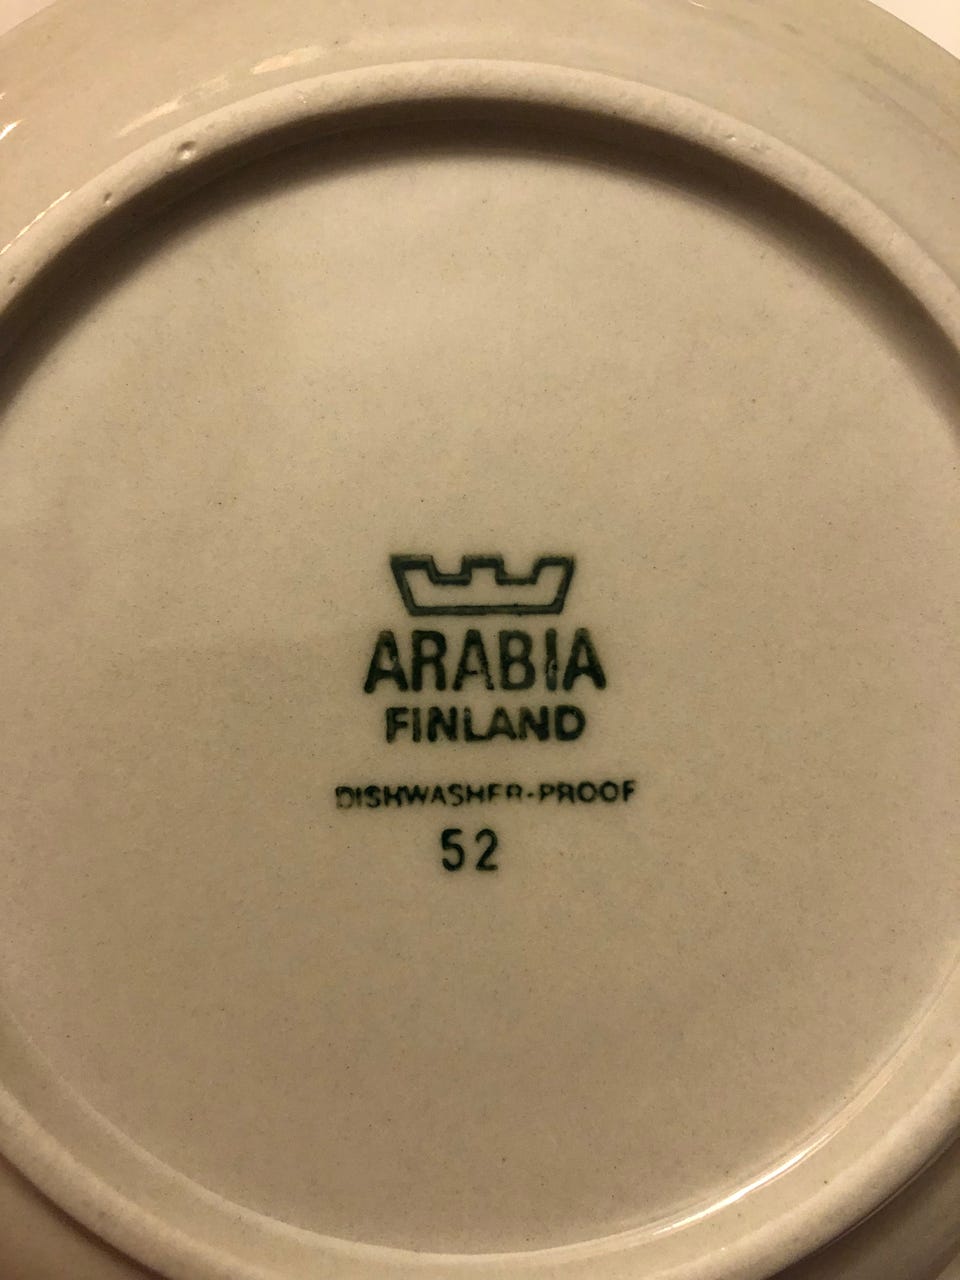 ARABIA
FINLAND
DISHWASHER-PROOF
52